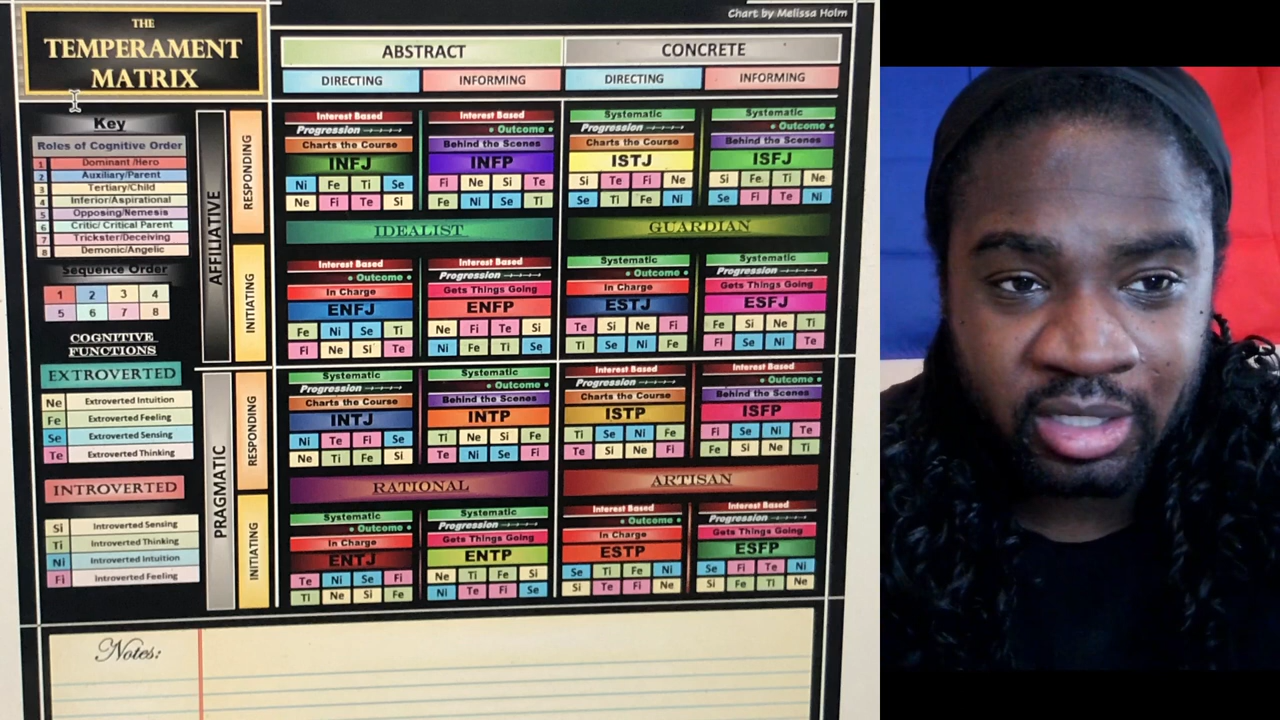 THE
TEMPERAMENT
MATRIX
Chart by Melissa Holm
ABSTRACT
CONCRETE
DIRECTING
INFORMING
DIRECTING
INFORMING
Key
Roles of Cognitive Order
1 Dominant /Hero
2 Auxiliary/Parent
3 Tertiary/Child
4 Inferior/Aspirational
5 Opposing/Nemesis
6 Critic/ Critical Parent
7 Trickster/Deceiving
8 Demonic/Angelic
Sequence Order
1 2 3 4
5 6 7 8
COGNITIVE
FUNCTIONS
EXTROVERTED
Ne Extroverted Intuition
Fe Extroverted Feeling
Se Extroverted Sensing
Te Extroverted Thinking
INTROVERTED
Si Introverted Sensing
Ti Introverted Thinking
Ni Introverted Intuition
Fi Introverted Feeling
AFFILIATIVE
RESPONDING
Interest Based
Progression
Charts the Course
INFJ
Ni Fe Ti Se
Ne Fi Te Si
Interest Based
• Outcome •
Behind the Scenes
INFP
Fi Ne Si Te
Fe Ni Se Ti
Systematic
Progression
Charts the Course
ISTJ
Si Te Fi Ne
Se Ti Fe Ni
Systematic
• Outcome •
Behind the Scenes
ISFJ
Si Fe Ti Ne
Se Fi Te Ni
IDEALIST
GUARDIAN
INITIATING
Interest Based
• Outcome •
In Charge
ENFJ
Fe Ni Se Ti
Fi Ne Si Te
Interest Based
Progression
Gets Things Going
ENFP
Ne Fi Te Si
Ni Fe Ti Se
Systematic
• Outcome •
In Charge
ESTJ
Te Si Ne Fi
Ti Se Ni Fe
Systematic
Progression
Gets Things Going
ESFJ
Fe Si Ne Ti
Fi Se Ni Te
PRAGMATIC
RESPONDING
Systematic
Progression
Charts the Course
INTJ
Ni Te Fi Se
Ne Ti Fe Si
Systematic
• Outcome •
Behind the Scenes
INTP
Ti Ne Si Fe
Te Ni Se Fi
Interest Based
Progression
Charts the Course
ISTP
Ti Se Ni Fe
Te Si Ne Fi
Interest Based
• Outcome •
Behind the Scenes
ISFP
Fi Se Ni Te
Fe Si Ne Ti
RATIONAL
ARTISAN
INITIATING
Systematic
• Outcome •
In Charge
ENTJ
Te Ni Se Fi
Ti Ne Si Fe
Systematic
Progression
Gets Things Going
ENTP
Ne Ti Fe Si
Ni Te Fi Se
Interest Based
• Outcome •
In Charge
ESTP
Se Ti Fe Ni
Si Te Fi Ne
Interest Based
Progression
Gets Things Going
ESFP
Se Fi Te Ni
Si Fe Ti Ne
Notes: